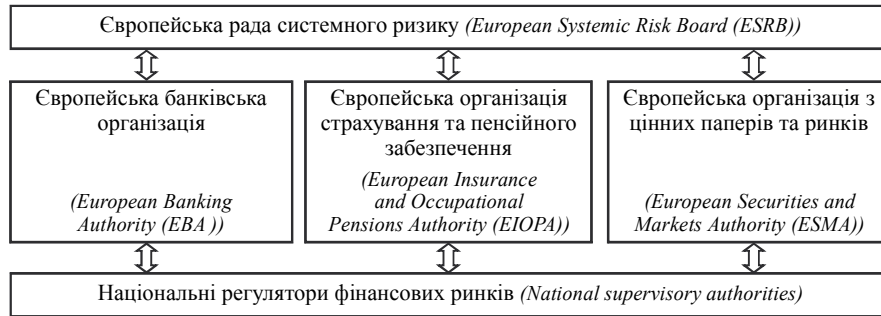 Європейська рада системного ризику (European Systemic Risk Board (ESRB))
Європейська банківська
організація
(European Banking
Authority (EBA ))
Європейська організація
страхування та пенсійного
забезпечення
(European Insurance
and Occupational
Pensions Authority (EIOPA))
Європейська організація з
цінних паперів та ринків
(European Securities and
Markets Authority (ESMA)
Національні регулятори фінансових ринків (National supervisory authorities)